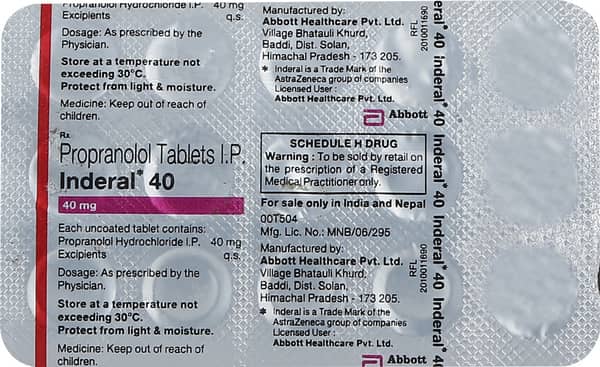 Propranolol Hydrochloride I.P. 40 mg
Excipients q.s.
Dosage: As prescribed by the
Physician.
Store at a temperature not
exceeding 30°C.
Protect from light & moisture.
Medicine: Keep out of reach of
children.
Rx
Propranolol Tablets I.P.
Inderal* 40
40 mg
Each uncoated tablet contains:
Propranolol Hydrochloride I.P. 40 mg
Excipients q.s.
Dosage: As prescribed by the
Physician.
Store at a temperature not
exceeding 30°C.
Protect from light & moisture.
Medicine: Keep out of reach of
children.
Manufactured by:
Abbott Healthcare Pvt. Ltd.
Village Bhatauli Khurd,
Baddi, Dist. Solan,
Himachal Pradesh - 173 205.
* Inderal is a Trade Mark of the
AstraZeneca group of companies
Licensed User :
Abbott Healthcare Pvt. Ltd.
Abbott
SCHEDULE H DRUG
Warning : To be sold by retail on
the prescription of a Registered
Medical Practitioner only.
For sale only in India and Nepal
00T504
Mfg. Lic. No.: MNB/06/295
Manufactured by:
Abbott Healthcare Pvt. Ltd.
Village Bhatauli Khurd,
Baddi, Dist. Solan,
Himachal Pradesh - 173 205.
* Inderal is a Trade Mark of the
AstraZeneca group of companies
Licensed User :
Abbott Healthcare Pvt. Ltd.
Abbott
RFL
2010011690
RFL
2010011690
40 Inderal* 40 Inderal* 40 Inderal* 40 Inderal* 40